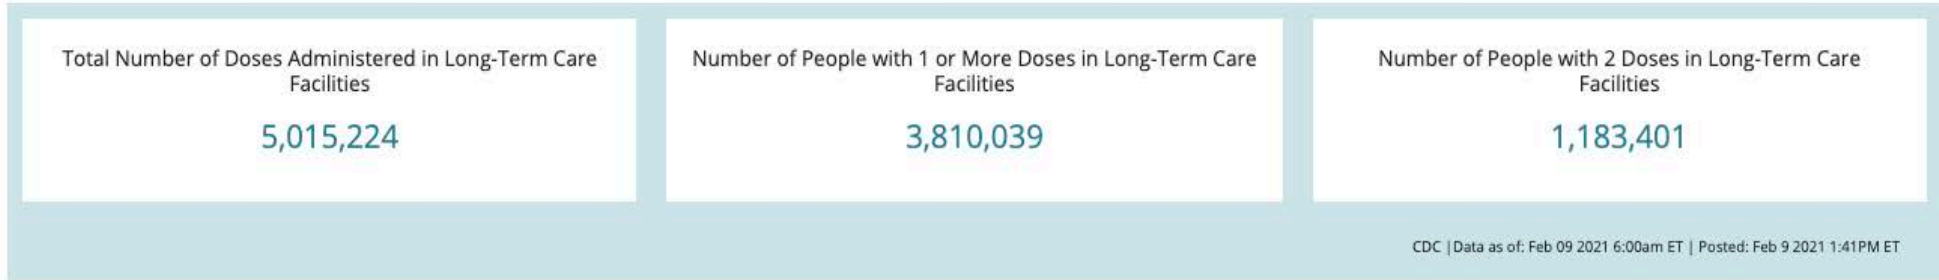 Total Number of Doses Administered in Long-Term Care
Facilities
5,015,224
Number of People with 1 or More Doses in Long-Term Care
Facilities
3,810,039
Number of People with 2 Doses in Long-Term Care
Facilities
1,183,401
CDC |Data as of: Feb 09 2021 6:00am ET | Posted: Feb 9 2021 1:41PM ET